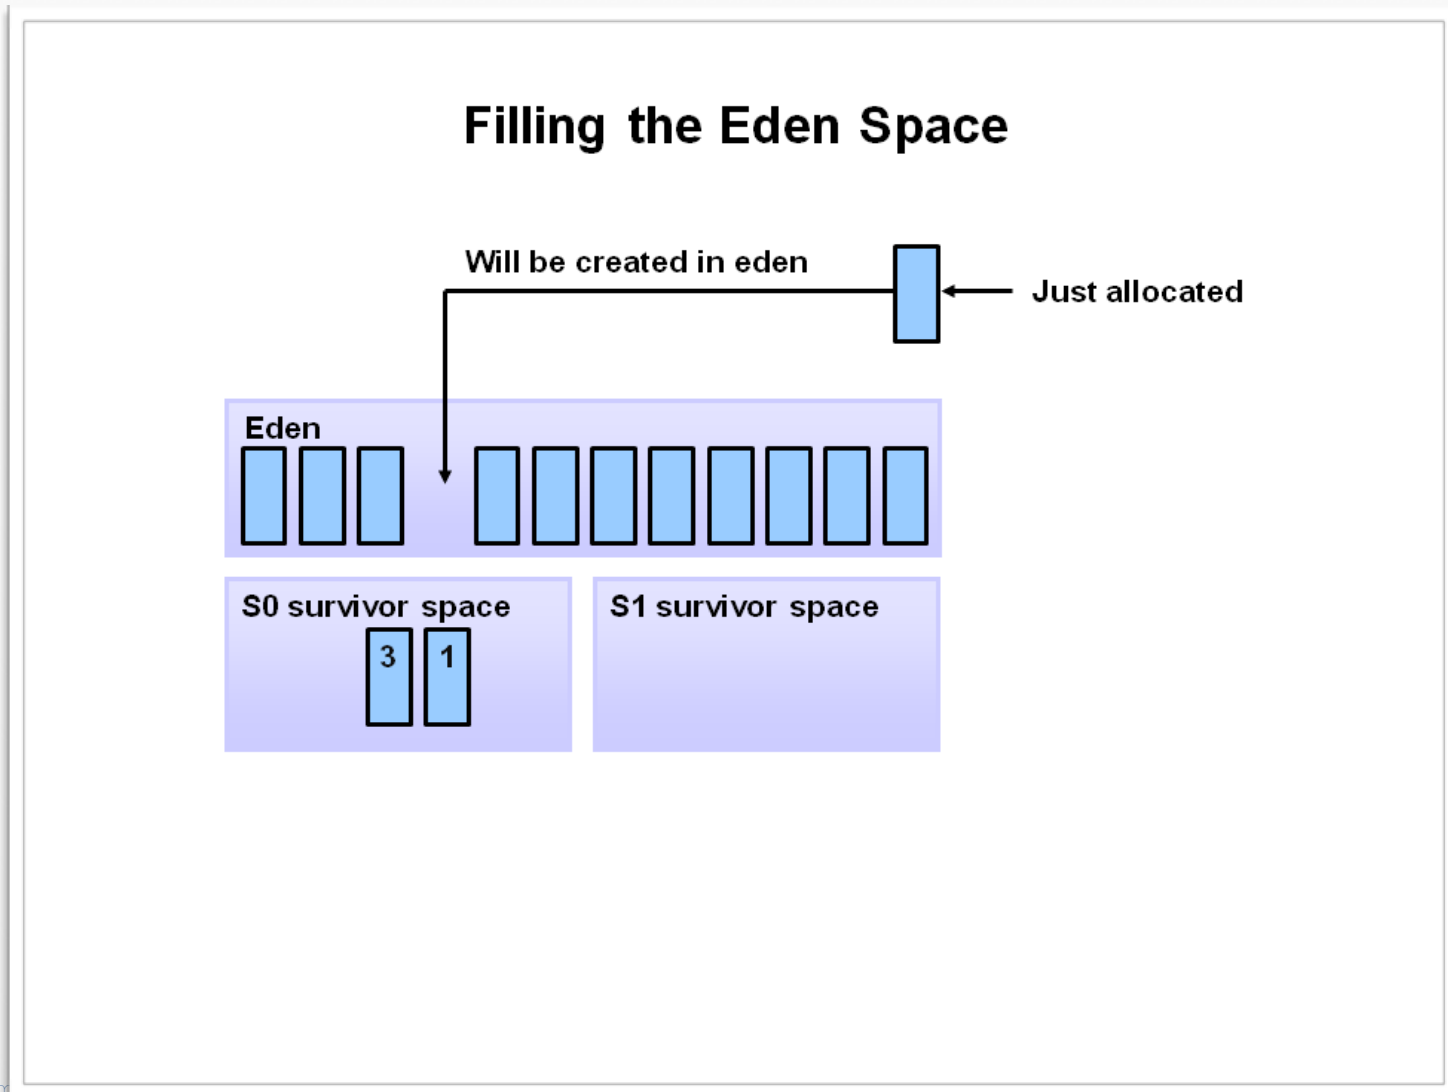 Filling the Eden Space
Will be created in eden
Just allocated
Eden
S0 survivor space
S1 survivor space
3 1